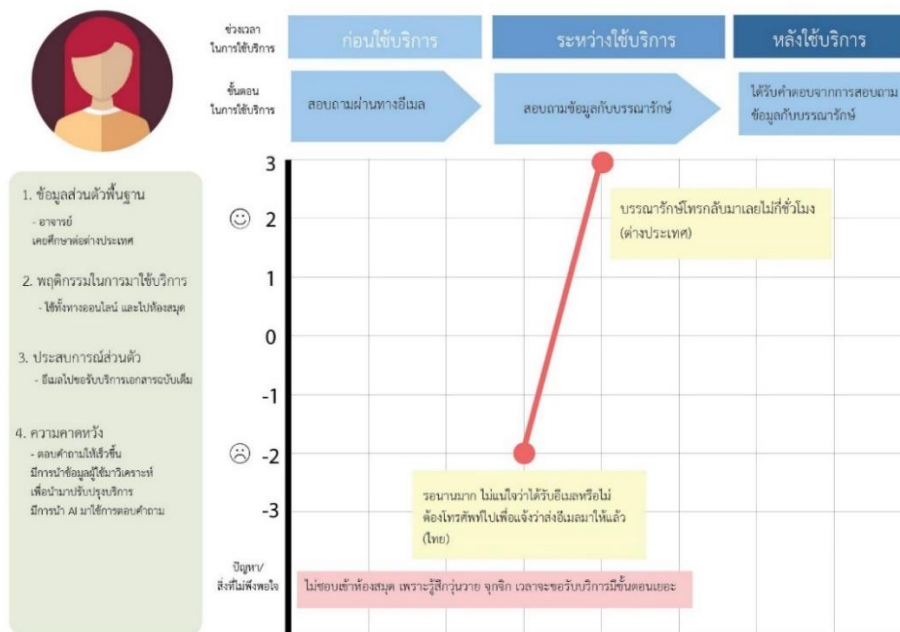 ช่วงเวลา
ในการใช้บริการ
ก่อนใช้บริการ
ระหว่างใช้บริการ
หลังใช้บริการ
ขั้นตอน
ในการใช้บริการ
สอบถามผ่านทางอีเมล
สอบถามข้อมูลกับบรรณารักษ์
ได้รับคำตอบจากการสอบถาม
ข้อมูลกับบรรณารักษ์
1. ข้อมูลส่วนตัวพื้นฐาน
- อาจารย์
เคยศึกษาต่อต่างประเทศ
2. พฤติกรรมในการมาใช้บริการ
- ใช้ทั้งทางออนไลน์ และไปห้องสมุด
3. ประสบการณ์ส่วนตัว
- อีเมลไปขอรับบริการเอกสารฉบับเต็ม
4. ความคาดหวัง
- ตอบคำถามให้เร็วขึ้น
มีการนำข้อมูลผู้ใช้มาวิเคราะห์
เพื่อนำมาปรับปรุงบริการ
มีการนำ AI มาใช้การตอบคำถาม
3
2
1
0
-1
-2
-3
บรรณารักษ์โทรกลับมาเลยไม่กี่ชั่วโมง
(ต่างประเทศ)
รอนานมาก ไม่แน่ใจว่าได้รับอีเมลหรือไม่
ต้องโทรศัพท์ไปเพื่อแจ้งว่าส่งอีเมลมาให้แล้ว
(ไทย)
ปัญหา/
สิ่งที่ไม่พึงพอใจ
ไม่ชอบเข้าห้องสมุด เพราะรู้สึกวุ่นวาย จุกจิก เวลาจะขอรับบริการมีขั้นตอนเยอะ